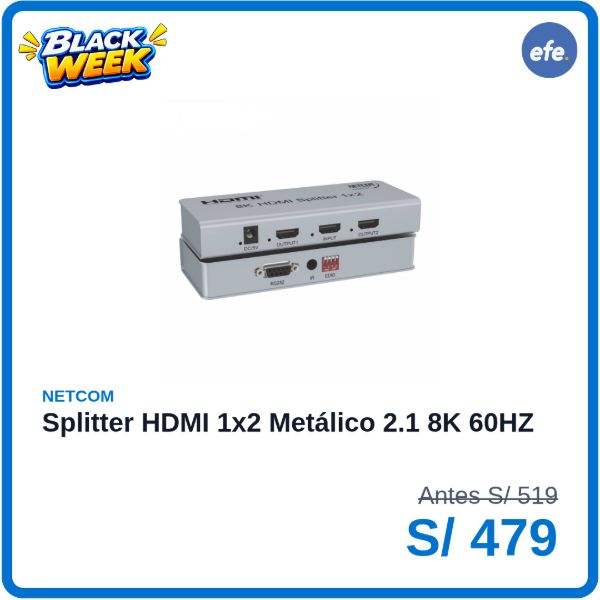 BLACK
WEEK
efe.
HDMI
8K HDMI Splitter 1x2
DC/5V
OUTPUT1
INPUT
OUTPUT2
RS232
IR
EDID
NETCOM
Splitter HDMI 1x2 Metálico 2.1 8K 60HZ
Antes S/ 519
S/ 479